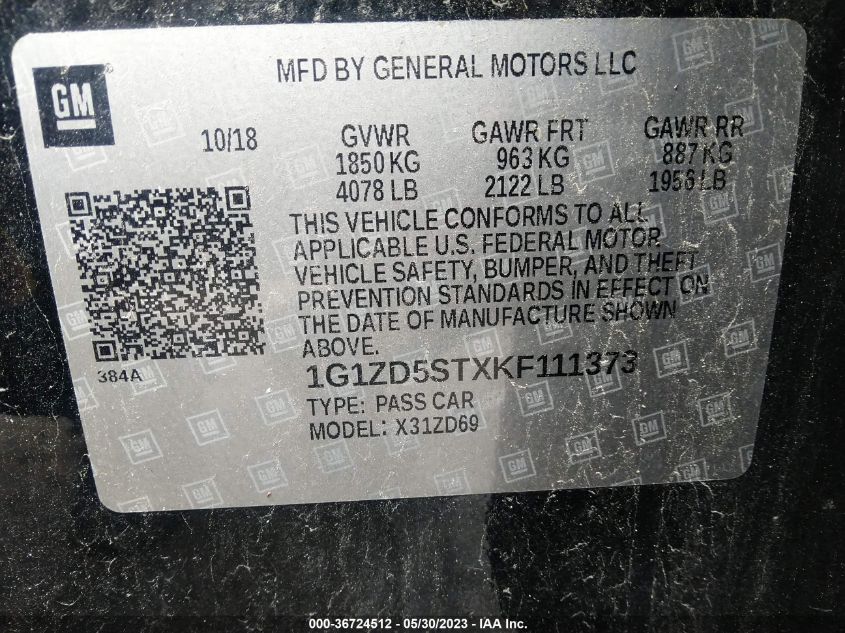 MFD BY GENERAL MOTORS LLC
GM
10/18 GVWR GAWR FRT GAWR RR
1850 KG 963 KG 887 KG
4078 LB 2122 LB 1956 LB
THIS VEHICLE CONFORMS TO ALL
APPLICABLE U.S. FEDERAL MOTOR
VEHICLE SAFETY, BUMPER, AND THEFT
PREVENTION STANDARDS IN EFFECT ON
THE DATE OF MANUFACTURE SHOWN
ABOVE.
384A
1G1ZD5STXKF111373
TYPE: PASS CAR
MODEL: X31ZD69
000-36724512 - 05/30/2023 - IAA Inc.